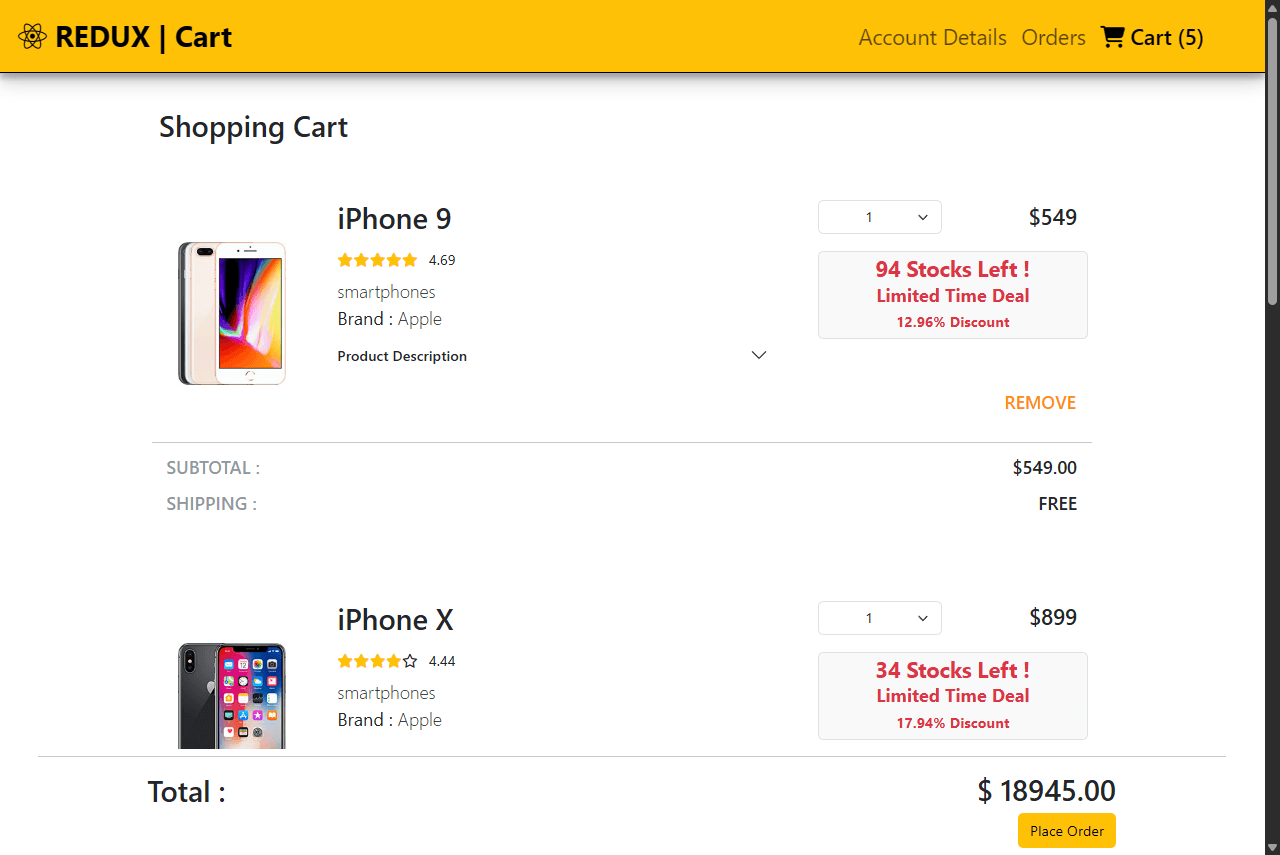 REDUX | Cart
Account Details Orders Cart (5)
Shopping Cart
iPhone 9
1
$549
4.69
94 Stocks Left !
Limited Time Deal
12.96% Discount
smartphones
Brand : Apple
Product Description
REMOVE
SUBTOTAL :
$549.00
SHIPPING :
FREE
iPhone X
1
$899
4.44
34 Stocks Left !
Limited Time Deal
17.94% Discount
smartphones
Brand : Apple
Total :
$ 18945.00
Place Order